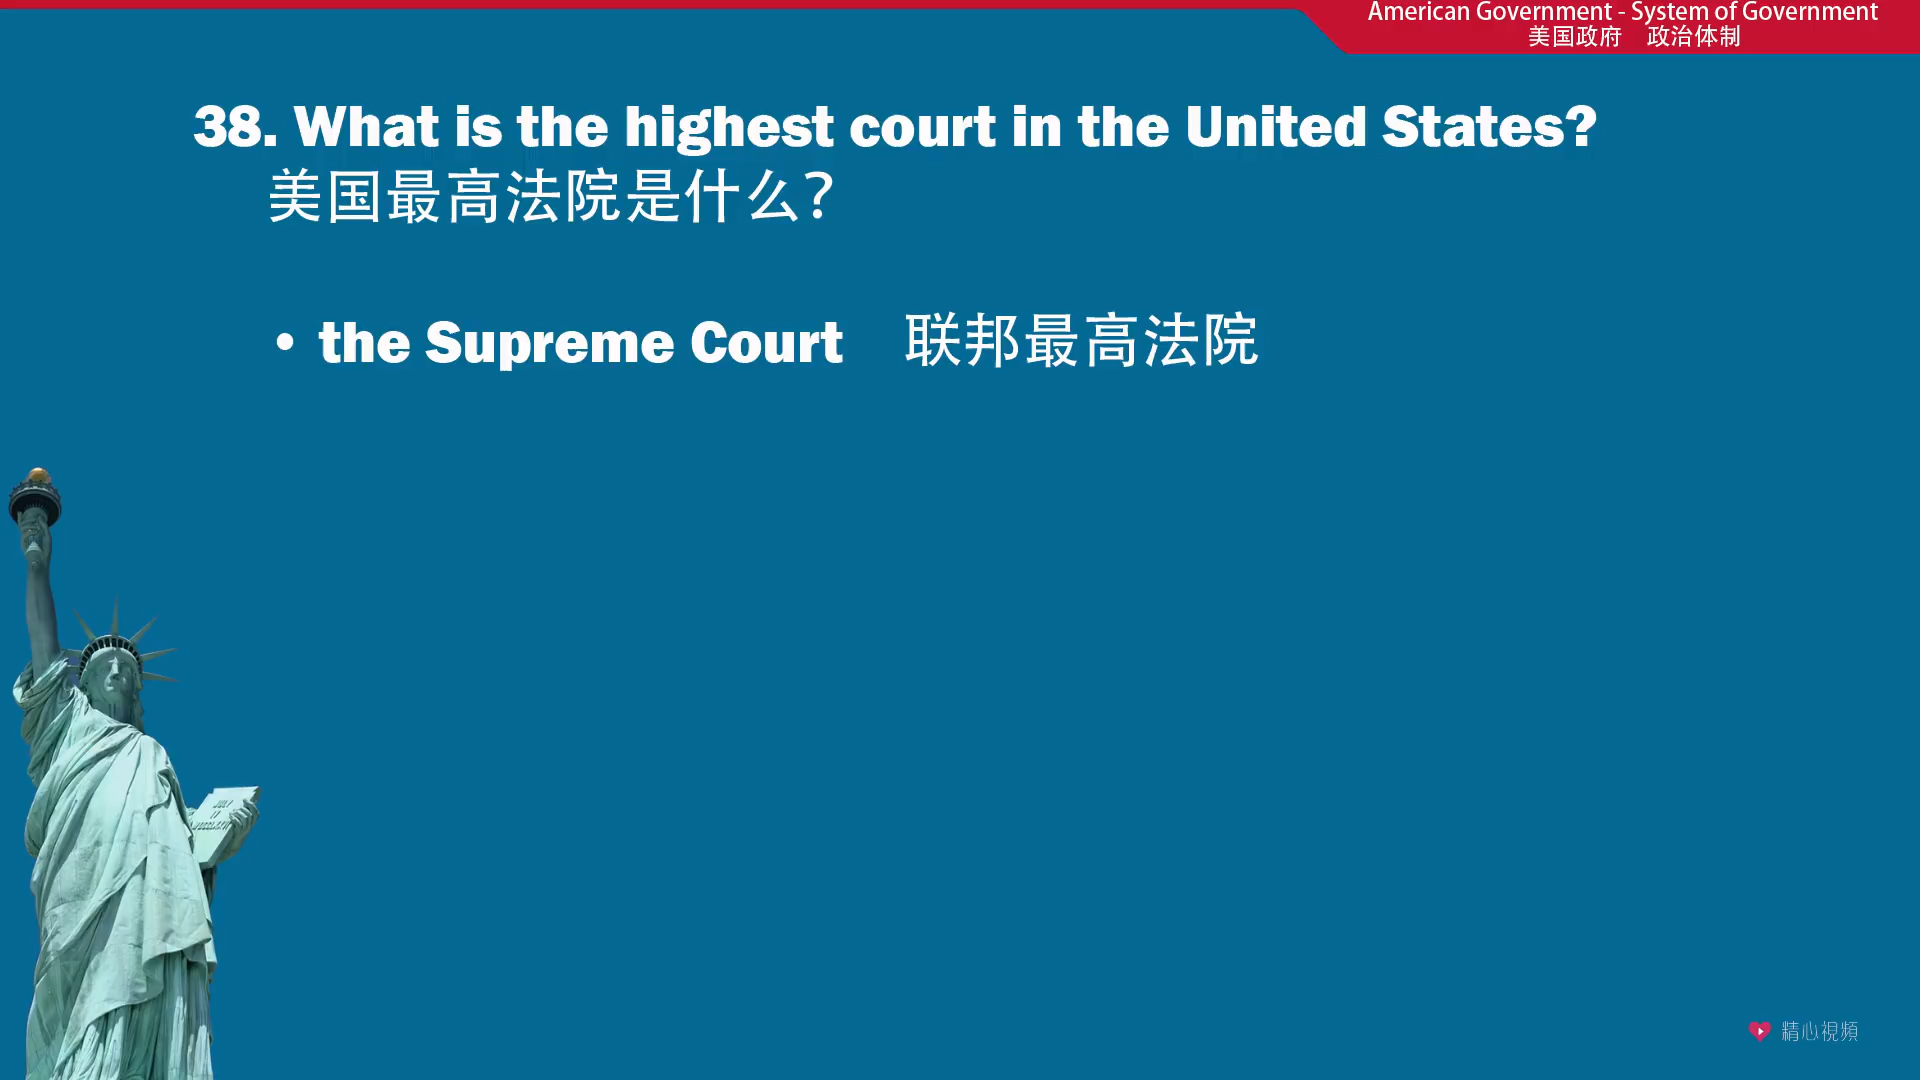 American Government - System of Government
美国政府 政治体制
38. What is the highest court in the United States?
美国最高法院是什么?
• the Supreme Court 联邦最高法院
JULY
IV
精心視頻